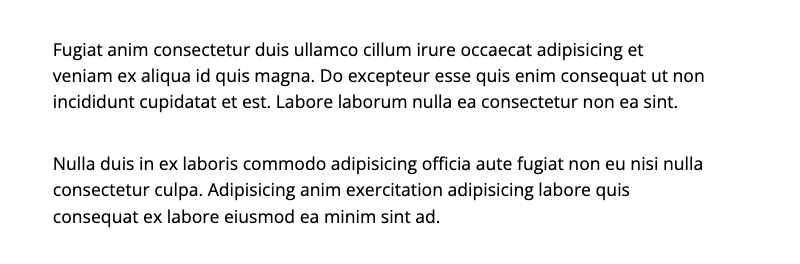 Fugiat anim consectetur duis ullamco cillum irure occaecat adipisicing et
veniam ex aliqua id quis magna. Do excepteur esse quis enim consequat ut non
incididunt cupidatat et est. Labore laborum nulla ea consectetur non ea sint.
Nulla duis in ex laboris commodo adipisicing officia aute fugiat non eu nisi nulla
consectetur culpa. Adipisicing anim exercitation adipisicing labore quis
consequat ex labore eiusmod ea minim sint ad.